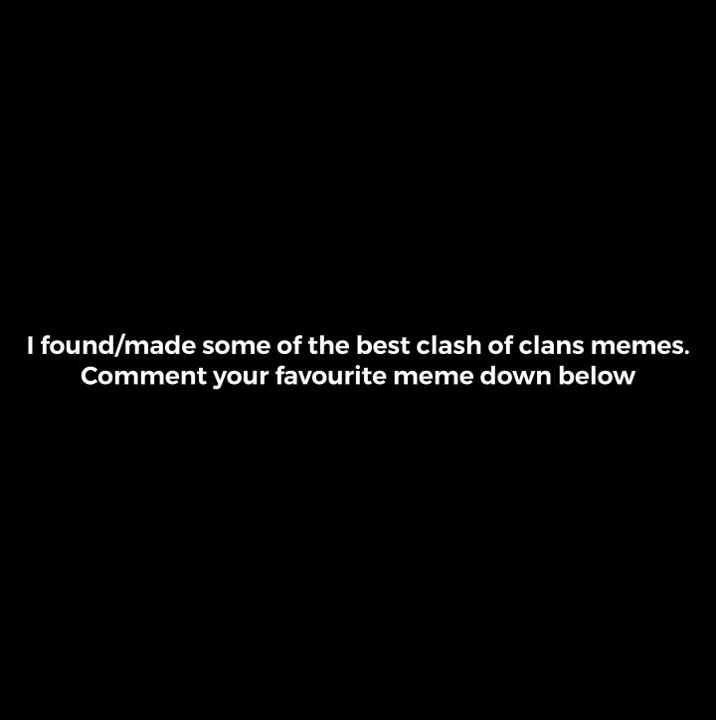 I found/made some of the best clash of clans memes.
Comment your favourite meme down below